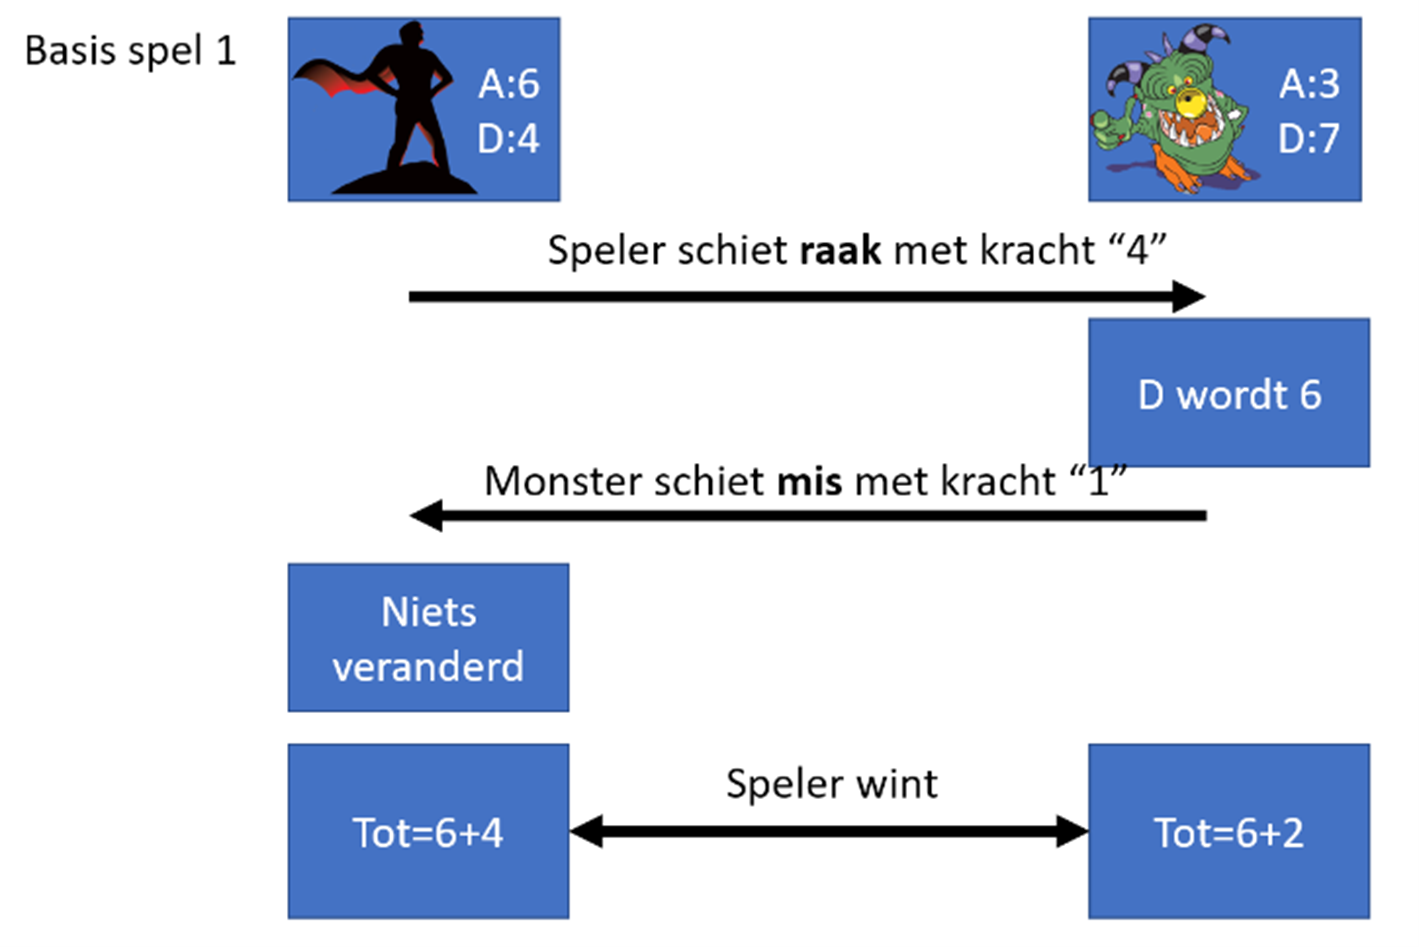 Basis spel 1
A:6
D:4
A:3
D:7
Speler schiet raak met kracht “4”
D wordt 6
Monster schiet mis met kracht “1”
Niets
veranderd
Tot=6+4
Speler wint
Tot=6+2